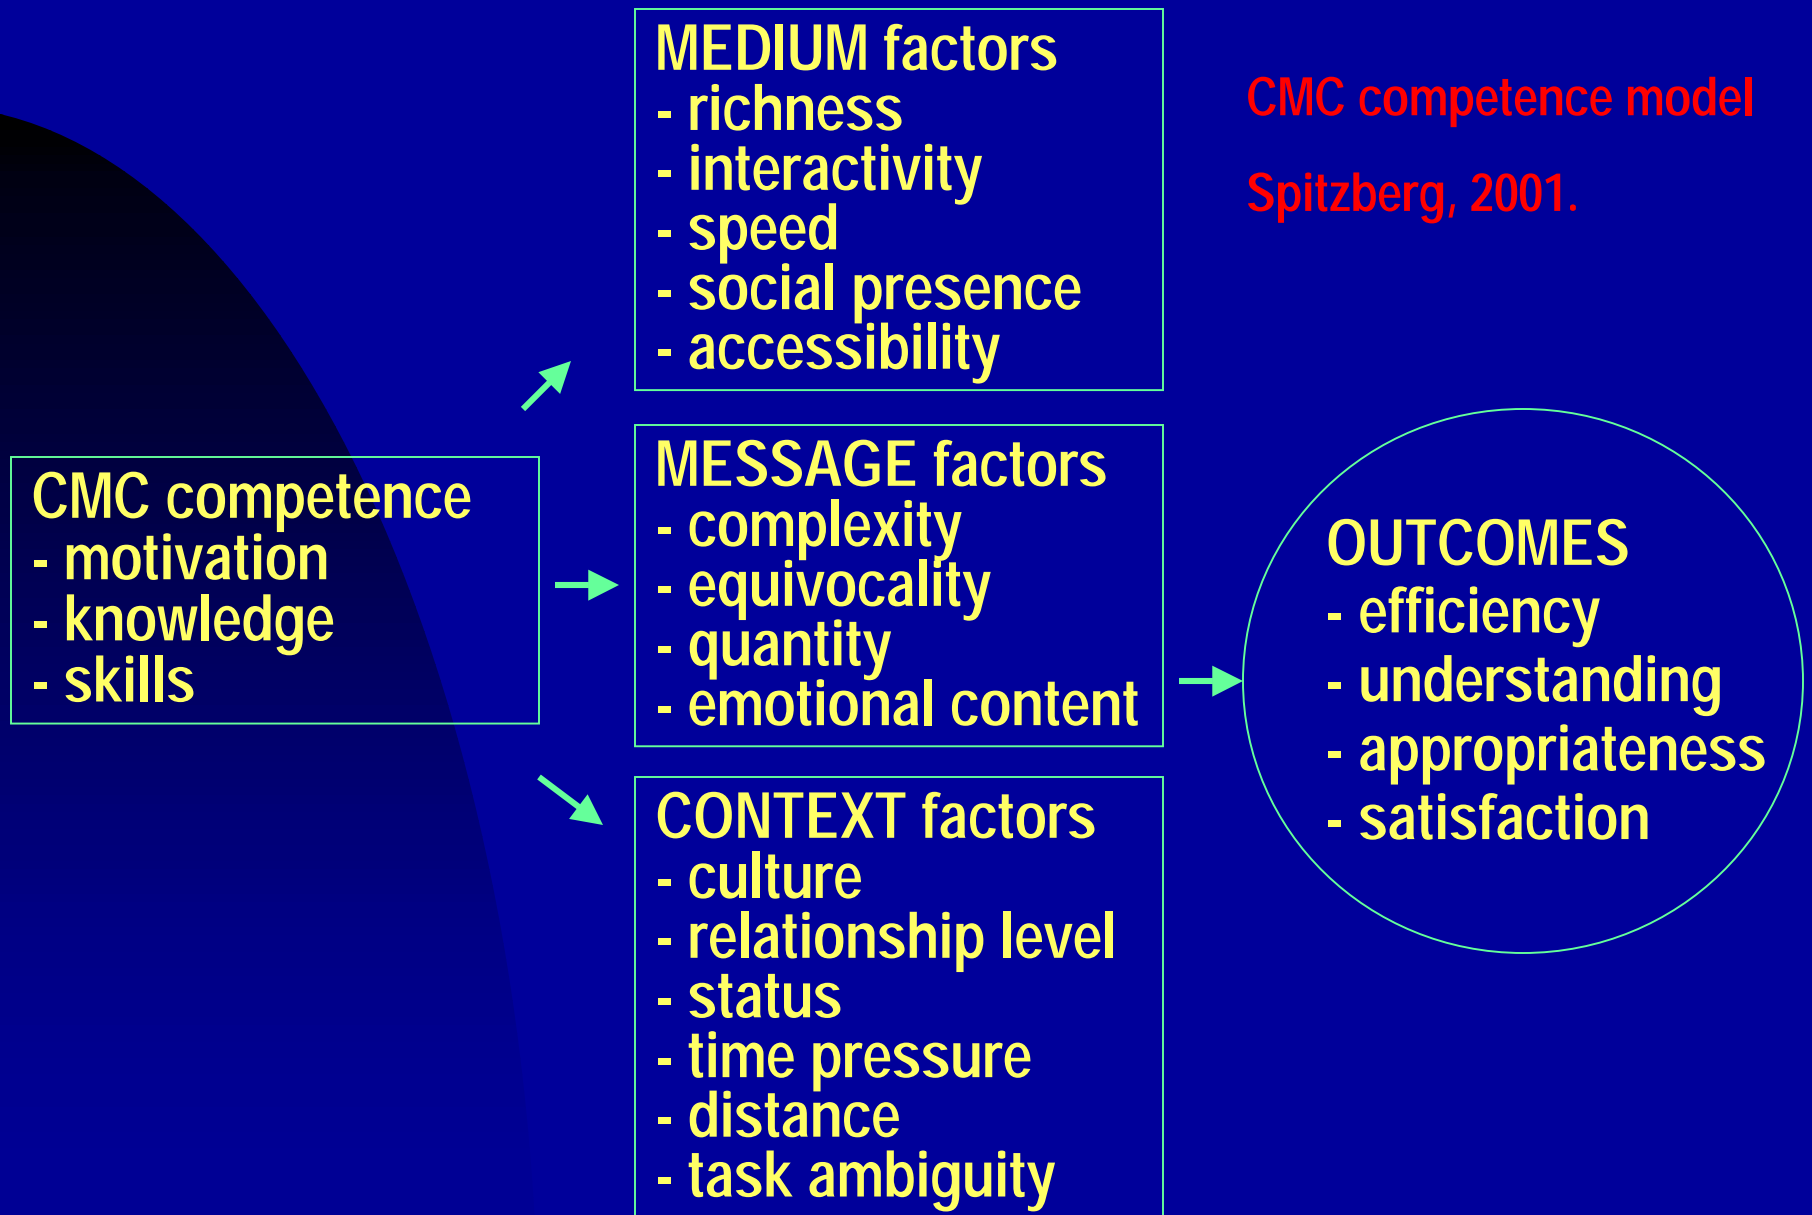 MEDIUM factors
- richness
- interactivity
- speed
- social presence
- accessibility
CMC competence model
Spitzberg, 2001.
CMC competence
- motivation
- knowledge
- skills
MESSAGE factors
- complexity
- equivocality
- quantity
- emotional content
OUTCOMES
- efficiency
- understanding
- appropriateness
- satisfaction
CONTEXT factors
- culture
- relationship level
- status
- time pressure
- distance
- task ambiguity